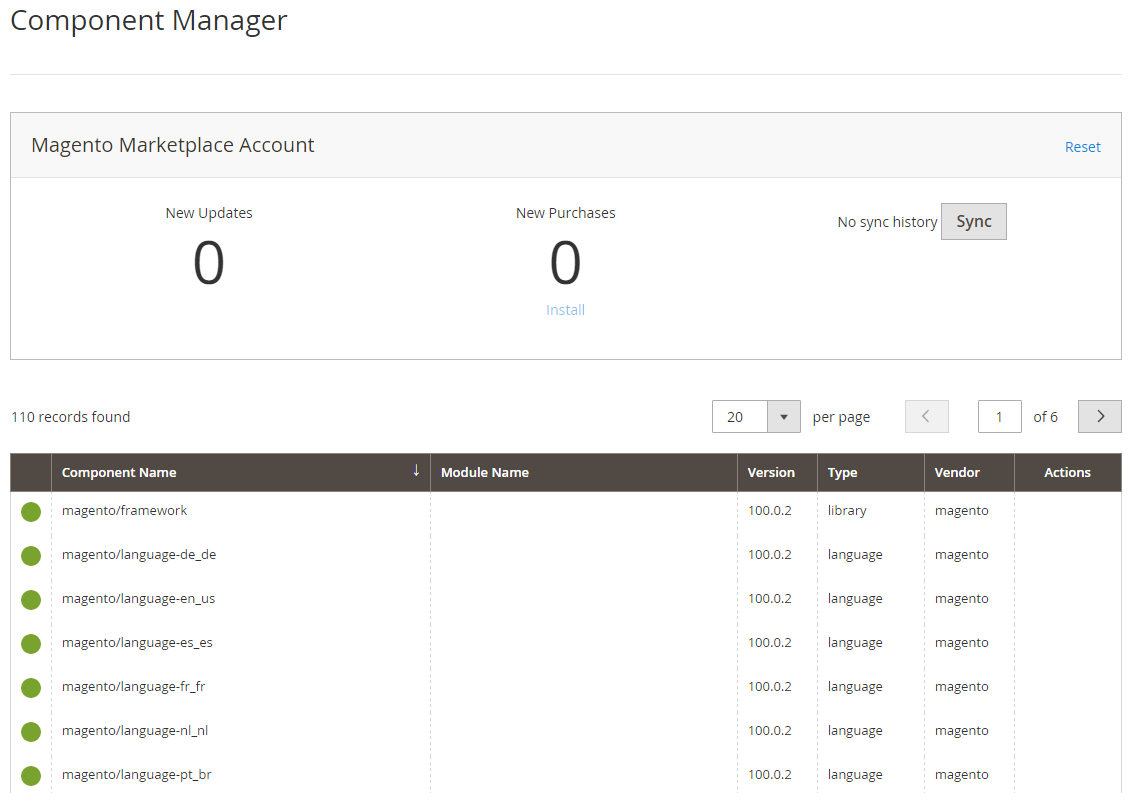 Component Manager
Magento Marketplace Account
Reset
New Updates
New Purchases
No sync history Sync
0
0
Install
110 records found
20 per page
1 of 6
Component Name ↓ Module Name Version Type Vendor Actions
magento/framework 100.0.2 library magento
magento/language-de_de 100.0.2 language magento
magento/language-en_us 100.0.2 language magento
magento/language-es_es 100.0.2 language magento
magento/language-fr_fr 100.0.2 language magento
magento/language-nl_nl 100.0.2 language magento
magento/language-pt_br 100.0.2 language magento